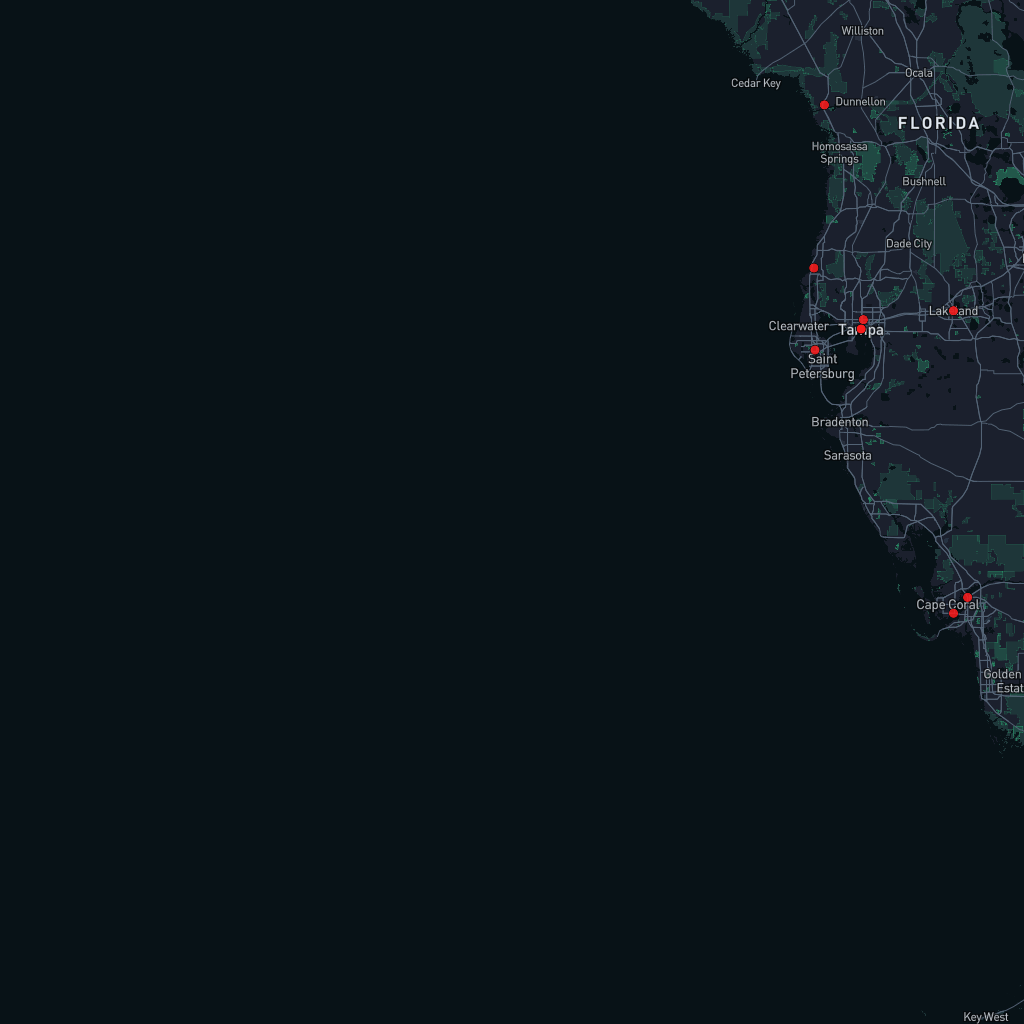 Williston
Ocala
Cedar Key
Dunnellon
FLORIDA
Homosassa
Springs
Bushnell
Dade City
Lakeland
Clearwater
Tampa
Saint
Petersburg
Bradenton
Sarasota
Cape Coral
Golden
Estat
Key West